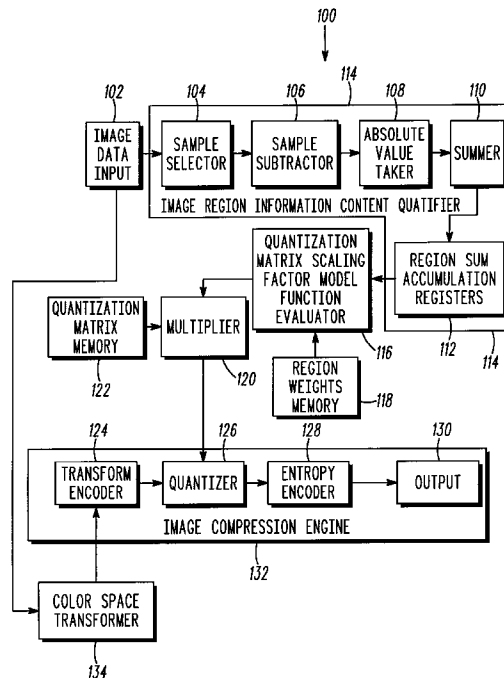 100
114
102
104
106
108
110
IMAGE
DATA
INPUT
SAMPLE
SELECTOR
SAMPLE
SUBTRACTOR
ABSOLUTE
VALUE
TAKER
SUMMER
IMAGE REGION INFORMATION CONTENT QUATIFIER
QUANTIZATION
MATRIX SCALING
FACTOR MODEL
FUNCTION
EVALUATOR
REGION SUM
ACCUMULATION
REGISTERS
QUANTIZATION
MATRIX
MEMORY
MULTIPLIER
116
112
114
122
120
REGION
WEIGHTS
MEMORY
118
124
126
128
130
TRANSFORM
ENCODER
QUANTIZER
ENTROPY
ENCODER
OUTPUT
IMAGE COMPRESSION ENGINE
132
COLOR SPACE
TRANSFORMER
134